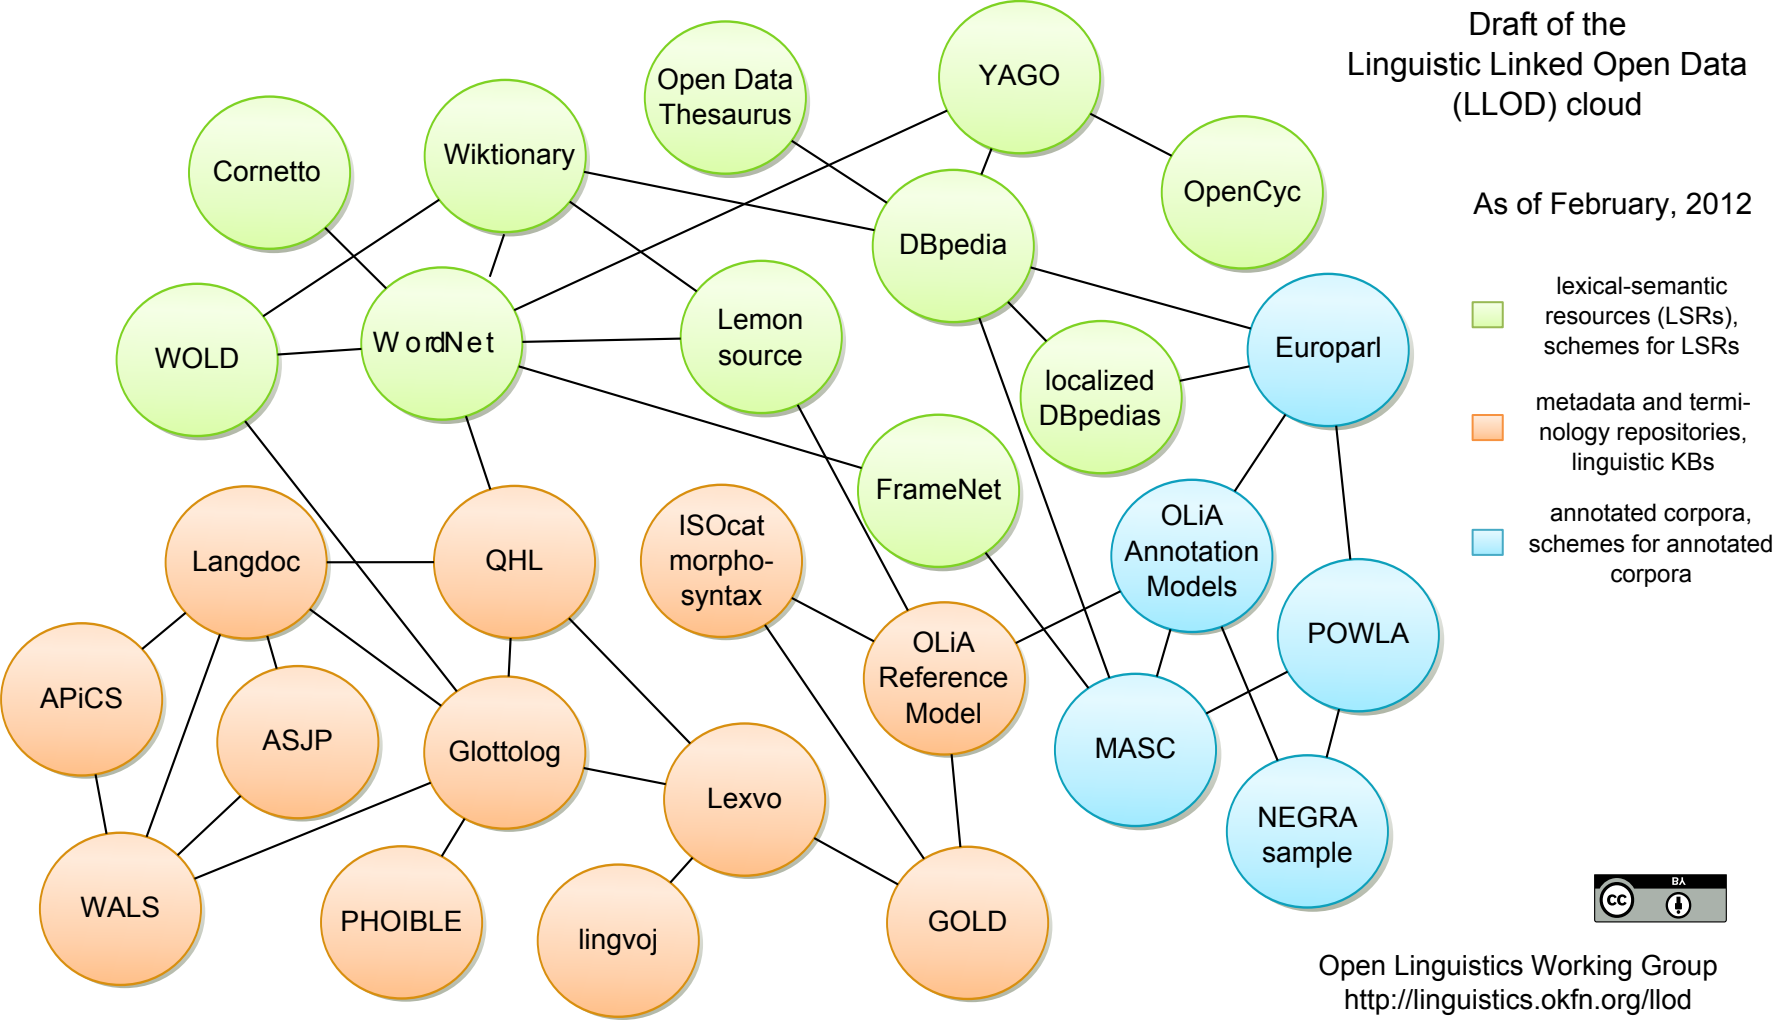 Draft of the
Linguistic Linked Open Data
(LLOD) cloud
As of February, 2012
lexical-semantic
resources (LSRs),
schemes for LSRs
metadata and termi-
nology repositories,
linguistic KBs
annotated corpora,
schemes for annotated
corpora
YAGO
Open Data
Thesaurus
Wiktionary
Cornetto
OpenCyc
DBpedia
WordNet
Lemon
source
WOLD
Europarl
localized
DBpedias
FrameNet
ISOcat
morpho-
syntax
OLiA
Annotation
Models
Langdoc
QHL
POWLA
OLiA
Reference
Model
APiCS
ASJP
Glottolog
MASC
Lexvo
NEGRA
sample
WALS
PHOIBLE
lingvoj
GOLD
cc
BY
Open Linguistics Working Group
http://linguistics.okfn.org/llod